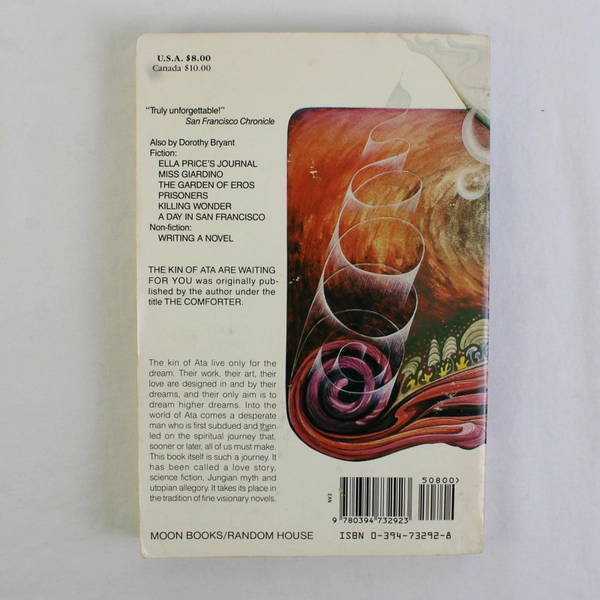 U.S.A. $8.00
Canada $10.00
"Truly unforgettable!"
San Francisco Chronicle
Also by Dorothy Bryant
Fiction:
ELLA PRICE'S JOURNAL
MISS GIARDINO
THE GARDEN OF EROS
PRISONERS
KILLING WONDER
A DAY IN SAN FRANCISCO
Non-fiction:
WRITING A NOVEL
THE KIN OF ATA ARE WAITING
FOR YOU was originally pub-
lished by the author under the
title THE COMFORTER.
The kin of Ata live only for the
dream. Their work, their art, their
love are designed in and by their
dreams, and their only aim is to
dream higher dreams. Into the
world of Ata comes a desperate
man who is first subdued and then
led on the spiritual journey that,
sooner or later, all of us must make.
This book itself is such a journey. It
has been called a love story,
science fiction, Jungian myth and
utopian allegory. It takes its place in
the tradition of fine visionary novels.
50800>
EAN
9 780394 732923
MOON BOOKS/RANDOM HOUSE
ISBN 0-394-73292-8